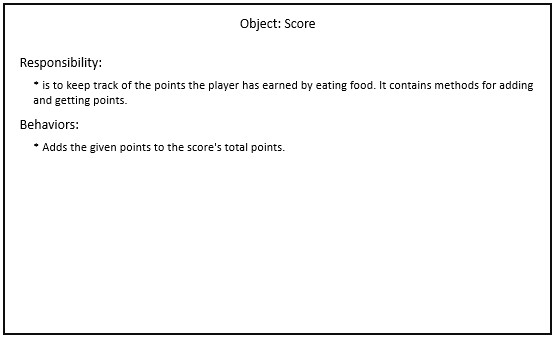 Object: Score
Responsibility:
* is to keep track of the points the player has earned by eating food. It contains methods for adding
and getting points.
Behaviors:
* Adds the given points to the score's total points.